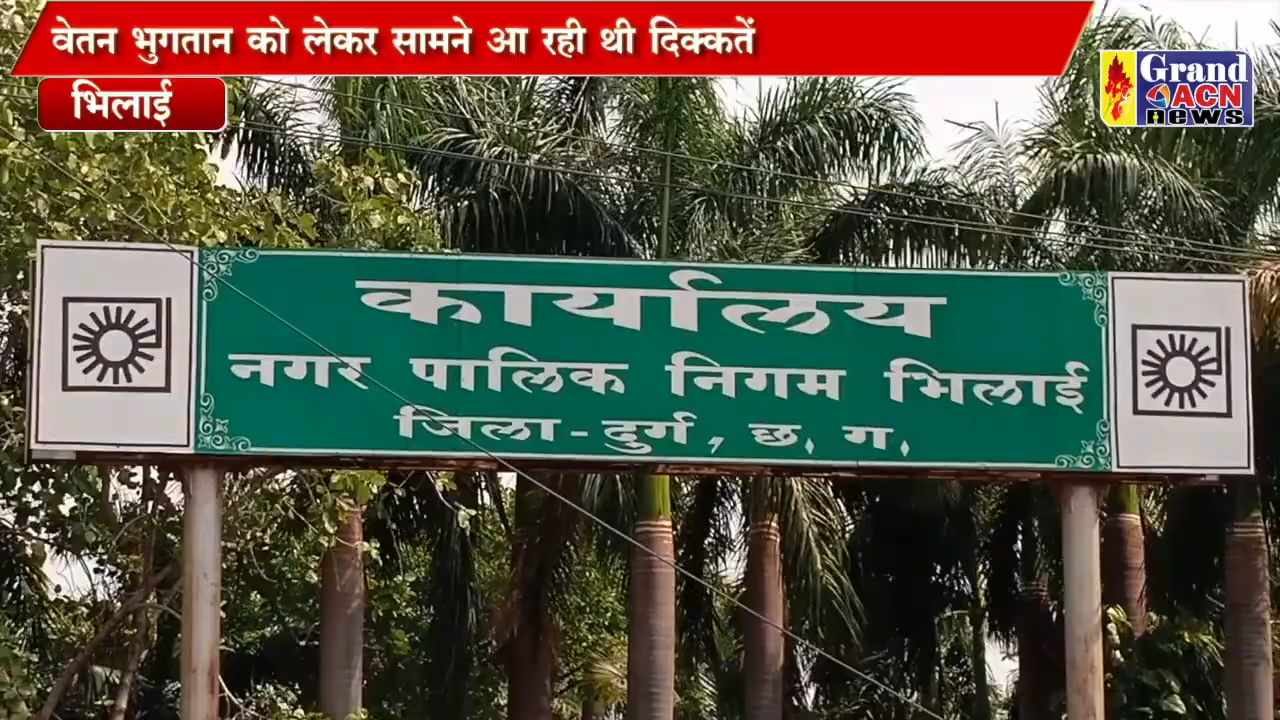 वेतन भुगतान को लेकर सामने आ रही थी दिक्कतें
भिलाई
Grand
ACN
news
कार्यालय
नगर पालिक निगम भिलाई
जिला - दुर्ग , छ. ग.